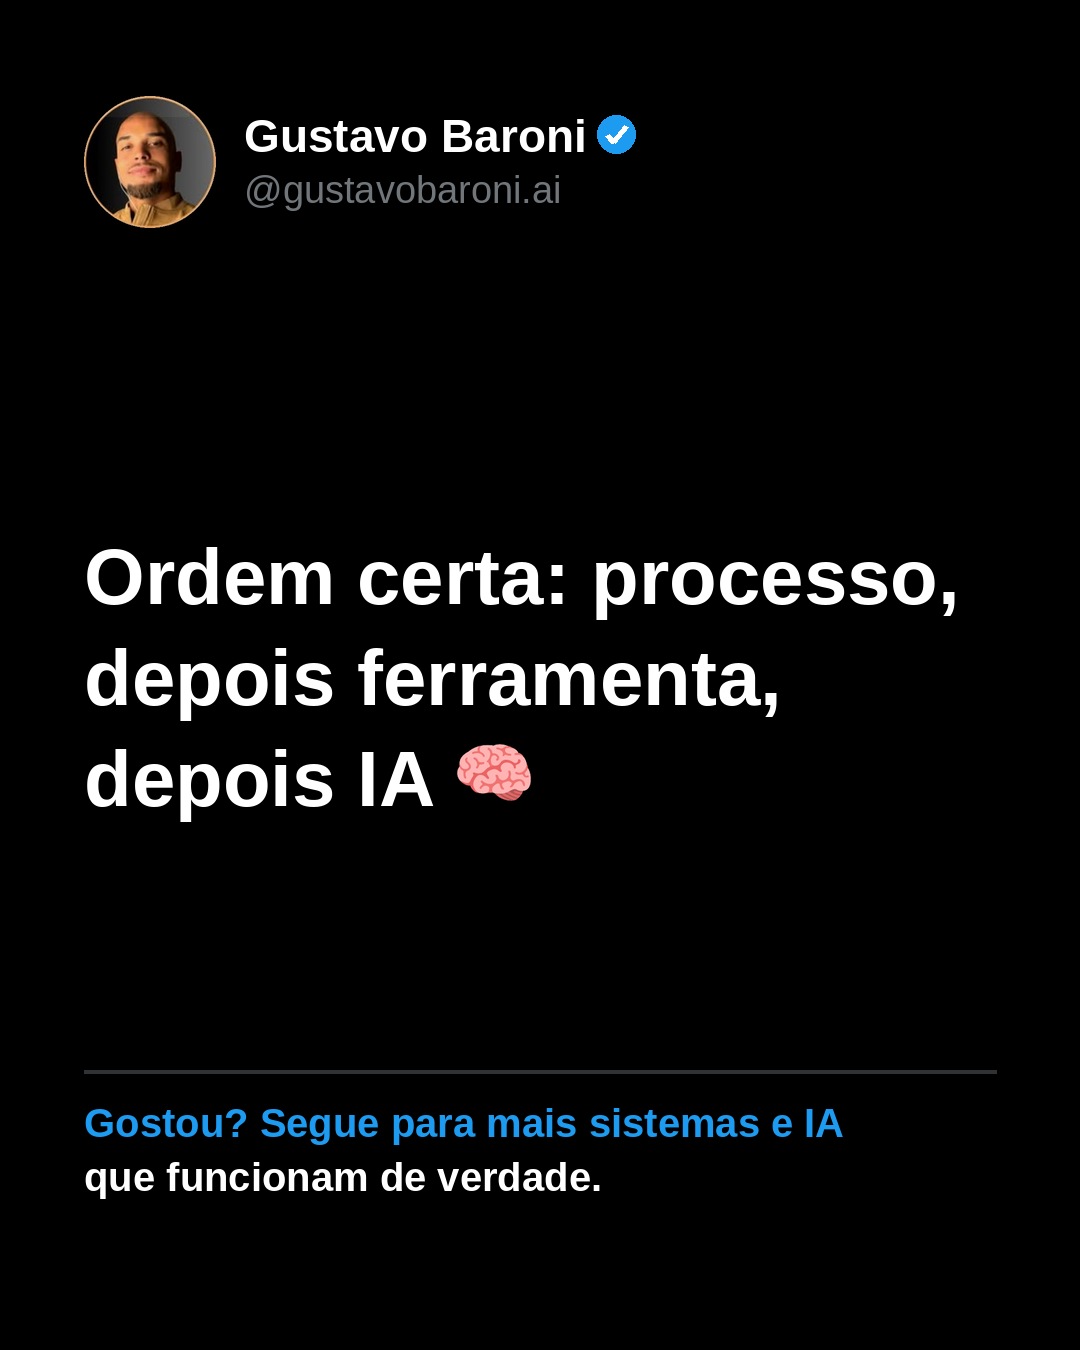 Gustavo Baroni
@gustavobaroni.ai
Ordem certa: processo,
depois ferramenta,
depois IA 🧠
Gostou? Segue para mais sistemas e IA
que funcionam de verdade.